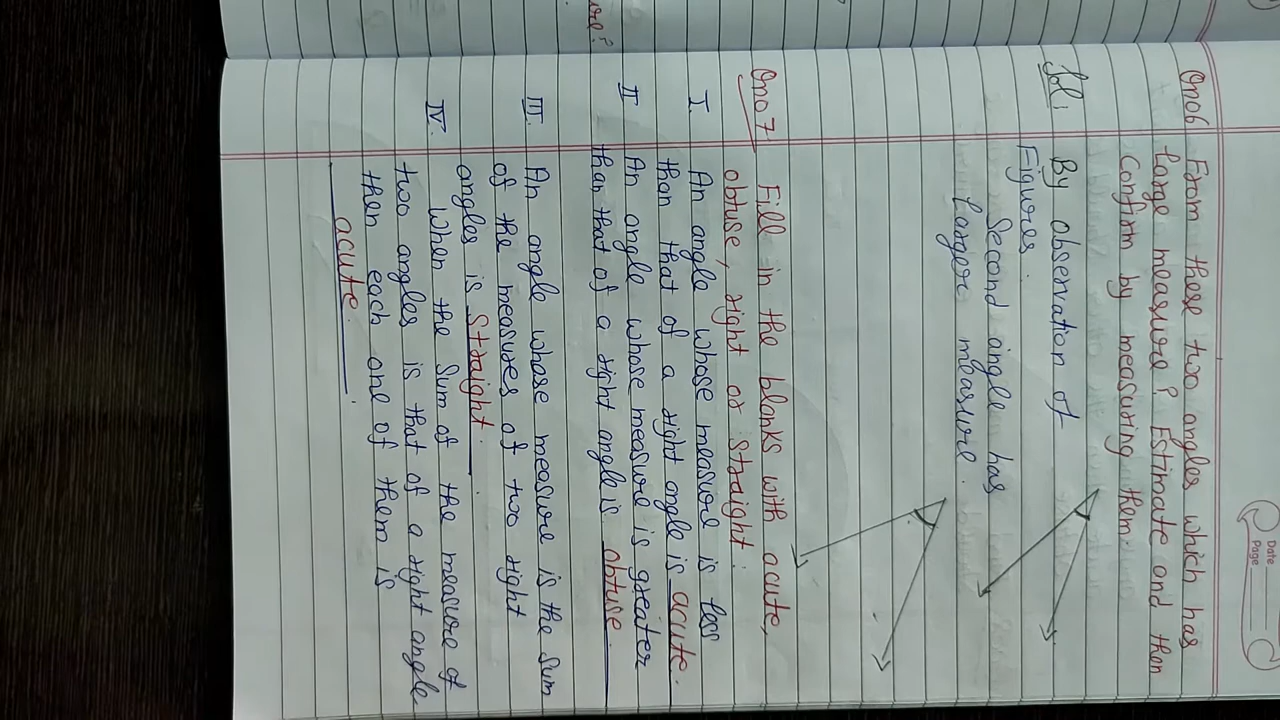 Date
Page
Qno6 From these two angles which has
large measure? Estimate and then
Confirm by measuring them.
Sol: By observation of
Figures.
Second angle has
Larger measure.
Qno 7 Fill in the blanks with acute,
obtuse, right or straight:
I. An angle whose measure is less
than that of a right angle is acute.
II An angle whose measure is greater
than that of a right angle is obtuse
III. An angle whose measure is the sum
of the measures of two right
angles is Straight.
IV. When the sum of the measure of
two angles is that of a right angle
then each one of them is
acute.